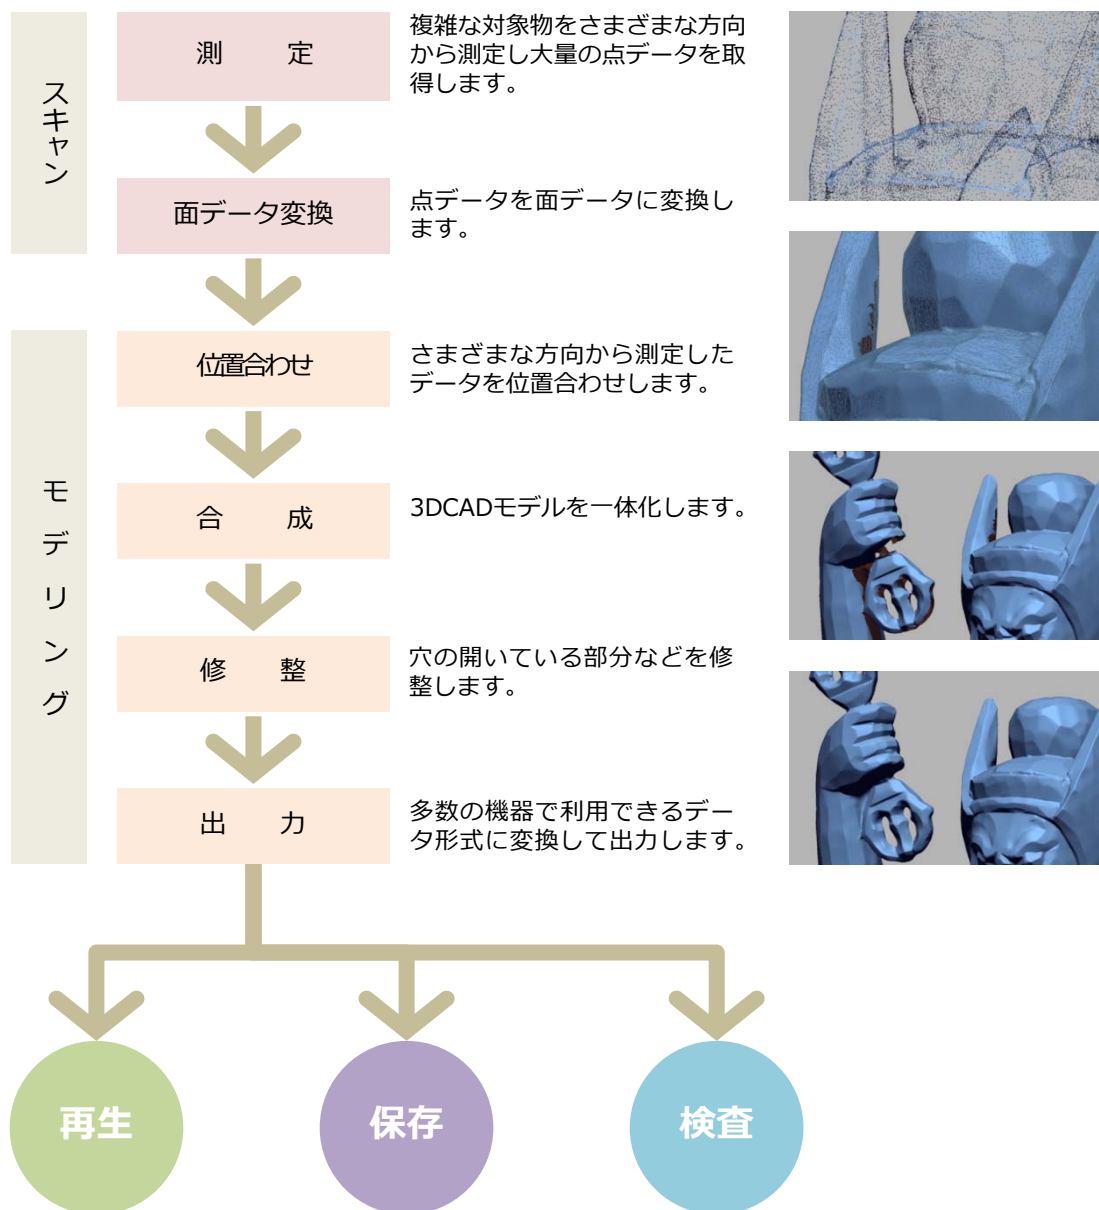 スキャン
測 定
複雑な対象物をさまざまな方向
から測定し大量の点データを取
得します。
面データ変換
点データを面データに変換し
ます。
モデリング
位置合わせ
さまざまな方向から測定した
データを位置合わせします。
合 成
3DCADモデルを一体化します。
修 整
穴の開いている部分などを修
整します。
出 力
多数の機器で利用できるデー
タ形式に変換して出力します。
再生
保存
検査